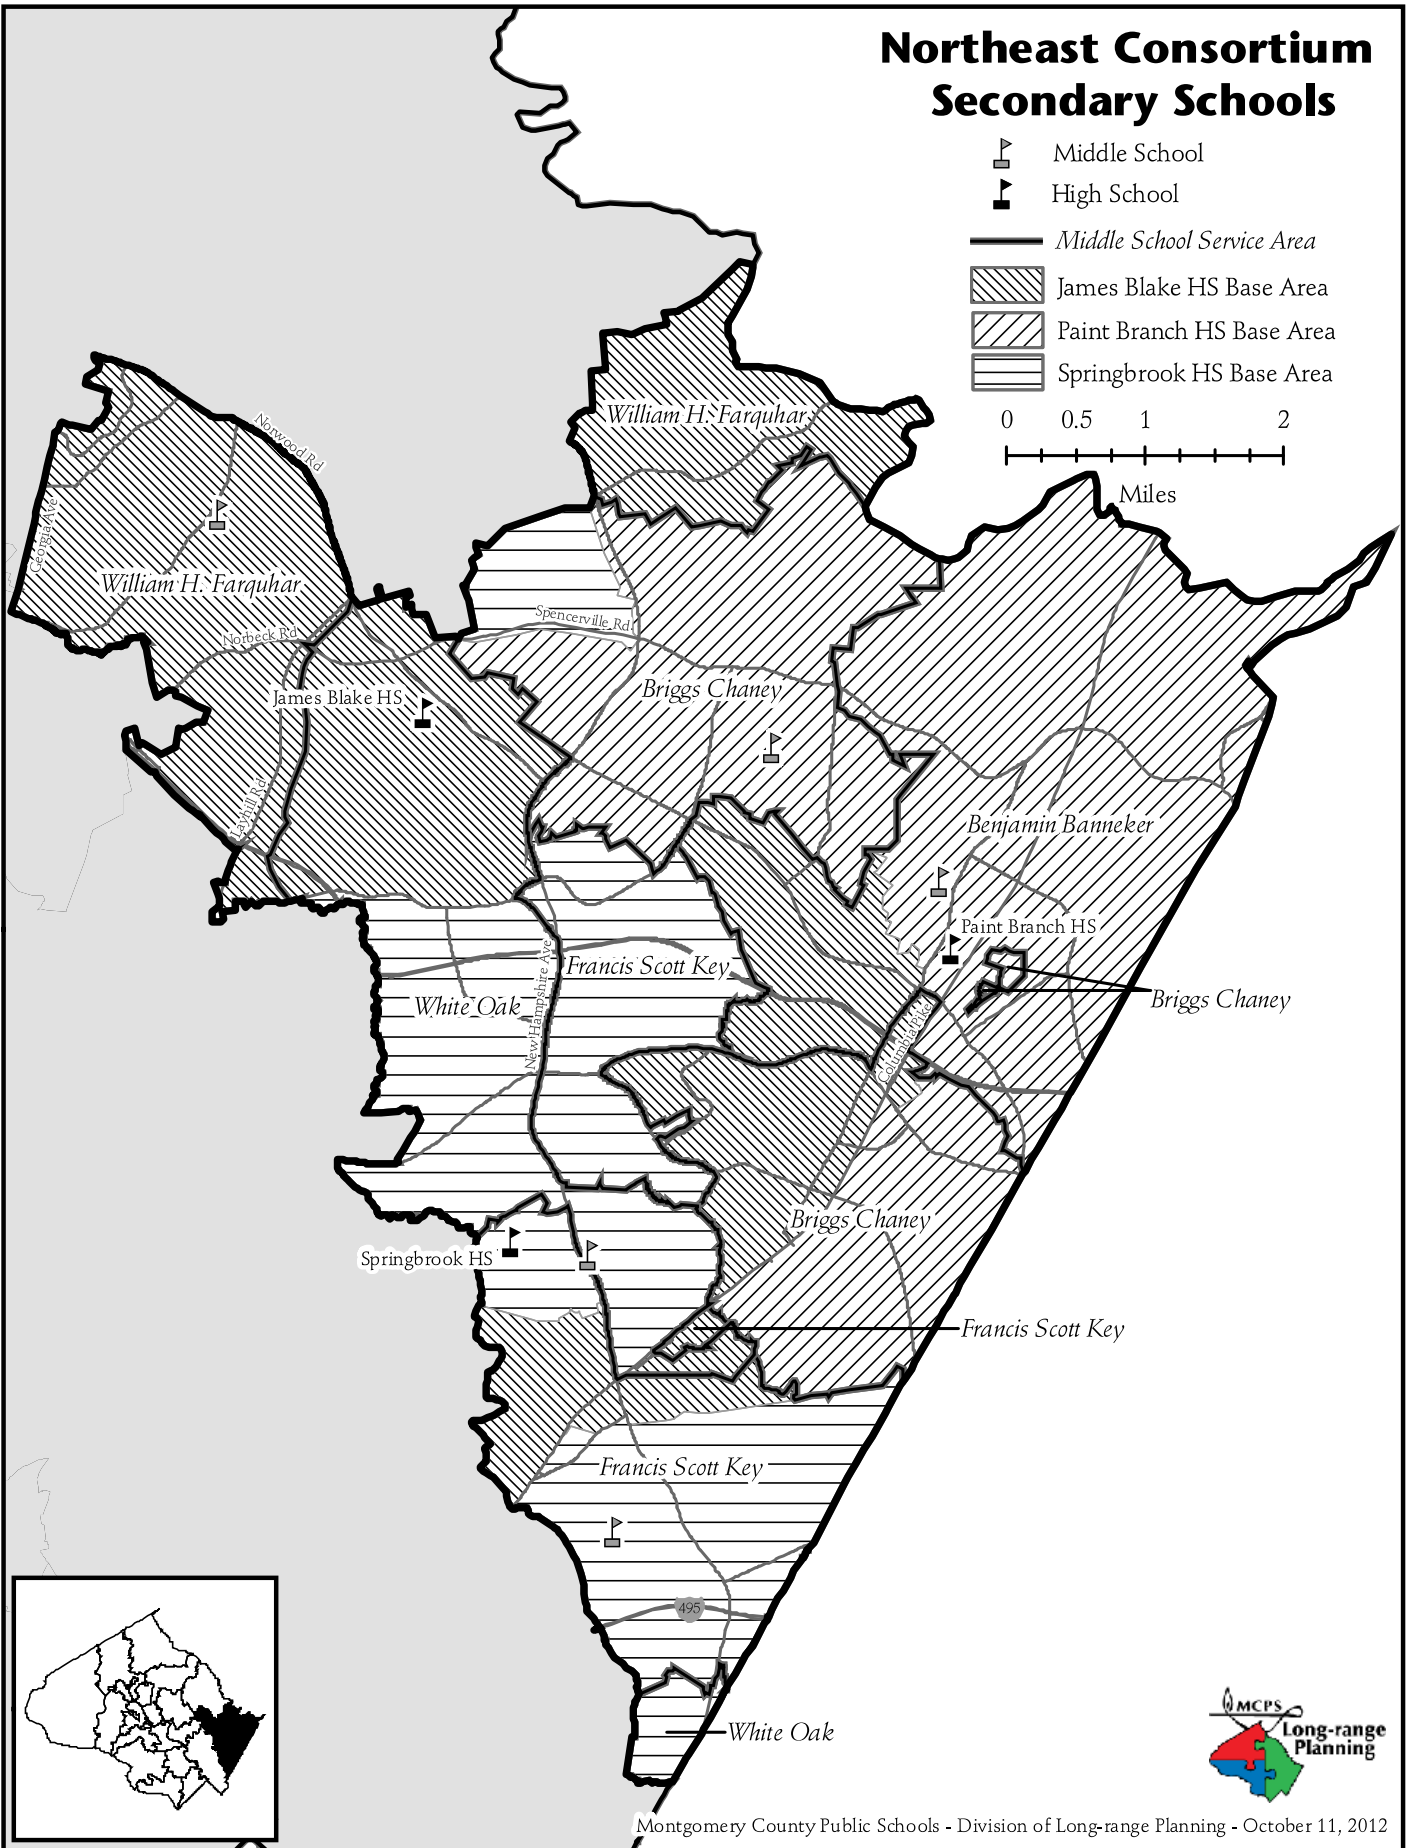 Northeast Consortium
Secondary Schools
Middle School
High School
Middle School Service Area
James Blake HS Base Area
Paint Branch HS Base Area
Springbrook HS Base Area
0 0.5 1 2
Miles
William H. Farquhar
Norwood Rd
Georgia Ave
William H. Farquhar
Spencerville Rd
Norbeck Rd
James Blake HS
Briggs Chaney
Layhill Rd
Benjamin Banneker
Paint Branch HS
Francis Scott Key
White Oak
New Hampshire Ave
Briggs Chaney
Columbia Pike
Briggs Chaney
Springbrook HS
Francis Scott Key
Francis Scott Key
495
White Oak
MCPS
Long-range
Planning
Montgomery County Public Schools - Division of Long-range Planning - October 11, 2012